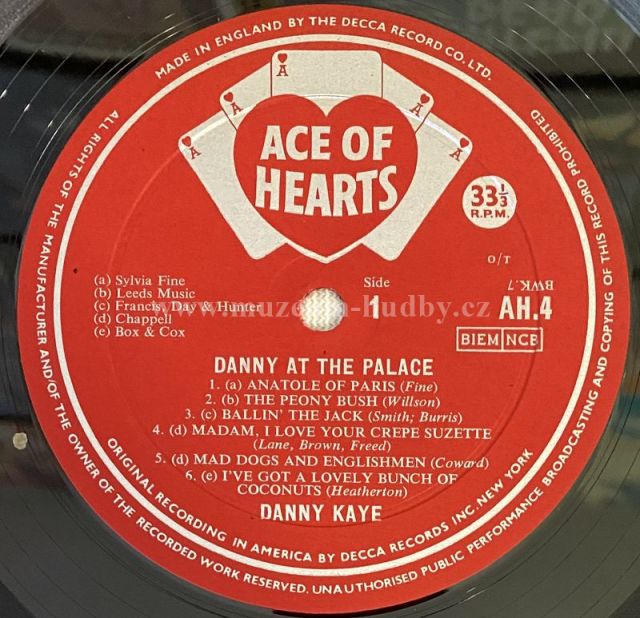 MADE IN ENGLAND BY THE DECCA RECORD CO. LTD.
ALL RIGHTS OF THE MANUFACTURER AND/OF THE OWNER OF THE RECORDED WORK RESERVED. UNAUTHORISED PUBLIC PERFORMANCE BROADCASTING AND COPYING OF THIS RECORD PROHIBITED
A
A
A
A
ACE OF
HEARTS
33 1/3
R.P.M.
O/T
BWK.7
(a) Sylvia Fine
(b) Leeds Music
(c) Francis, Day & Hunter
(d) Chappell
(e) Box & Cox
Side
1
AH.4
BIEM NCB
www.muzeum-hudby.cz
DANNY AT THE PALACE
1. (a) ANATOLE OF PARIS (Fine)
2. (b) THE PEONY BUSH (Willson)
3. (c) BALLIN' THE JACK (Smith; Burris)
4. (d) MADAM, I LOVE YOUR CREPE SUZETTE
(Lane, Brown, Freed)
5. (d) MAD DOGS AND ENGLISHMEN (Coward)
6. (e) I'VE GOT A LOVELY BUNCH OF
COCONUTS (Heatherton)
DANNY KAYE
ORIGINAL RECORDING IN AMERICA BY DECCA RECORDS INC. NEW YORK